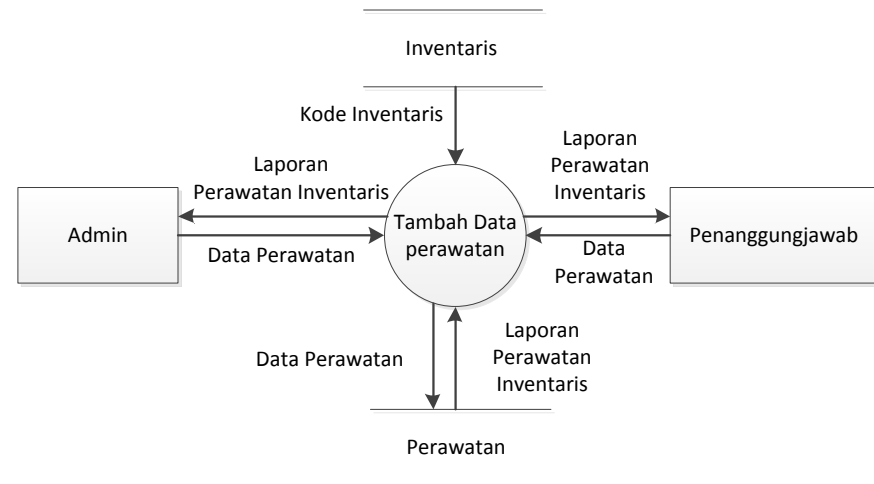 Inventaris
Kode Inventaris
Laporan
Perawatan Inventaris
Laporan
Perawatan
Inventaris
Admin
Tambah Data
perawatan
Penanggungjawab
Data Perawatan
Data
Perawatan
Data Perawatan
Laporan
Perawatan
Inventaris
Perawatan